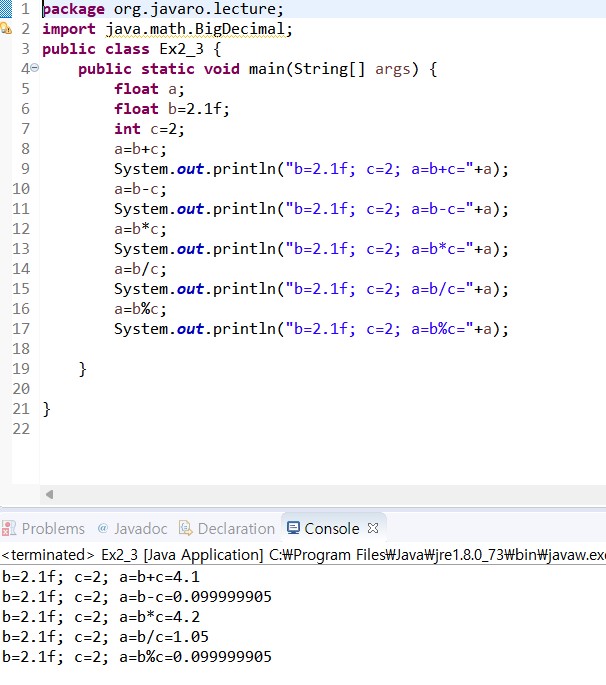 1 package org.javaro.lecture;
2 import java.math.BigDecimal;
3 public class Ex2_3 {
4 public static void main(String[] args) {
5 float a;
6 float b=2.1f;
7 int c=2;
8 a=b+c;
9 System.out.println("b=2.1f; c=2; a=b+c="+a);
10 a=b-c;
11 System.out.println("b=2.1f; c=2; a=b-c="+a);
12 a=b*c;
13 System.out.println("b=2.1f; c=2; a=b*c="+a);
14 a=b/c;
15 System.out.println("b=2.1f; c=2; a=b/c="+a);
16 a=b%c;
17 System.out.println("b=2.1f; c=2; a=b%c="+a);
18
19 }
20
21 }
22
Problems @ Javadoc Declaration Console
<terminated> Ex2_3 [Java Application] C:₩Program Files₩Java₩jre1.8.0_73₩bin₩javaw.exe
b=2.1f; c=2; a=b+c=4.1
b=2.1f; c=2; a=b-c=0.099999905
b=2.1f; c=2; a=b*c=4.2
b=2.1f; c=2; a=b/c=1.05
b=2.1f; c=2; a=b%c=0.099999905